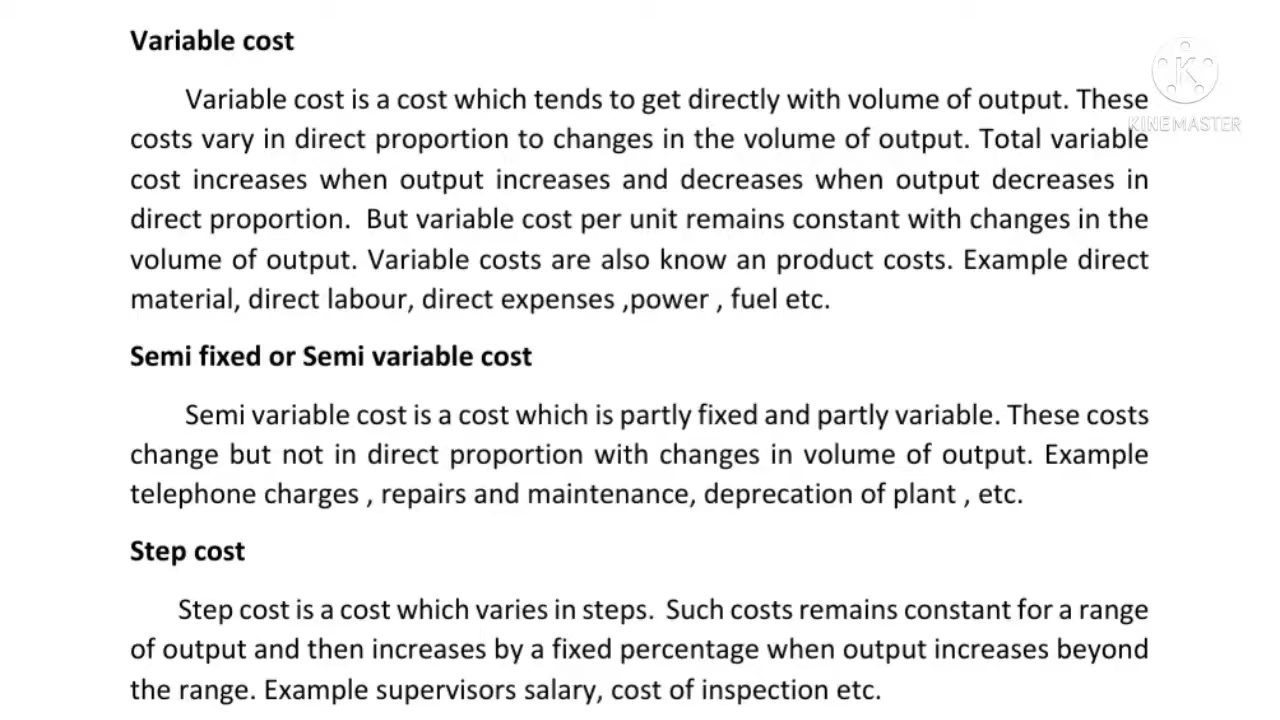 Variable cost
Variable cost is a cost which tends to get directly with volume of output. These
costs vary in direct proportion to changes in the volume of output. Total variable
cost increases when output increases and decreases when output decreases in
direct proportion.  But variable cost per unit remains constant with changes in the
volume of output. Variable costs are also know an product costs. Example direct
material, direct labour, direct expenses ,power , fuel etc.
Semi fixed or Semi variable cost
Semi variable cost is a cost which is partly fixed and partly variable. These costs
change but not in direct proportion with changes in volume of output. Example
telephone charges , repairs and maintenance, deprecation of plant , etc.
Step cost
Step cost is a cost which varies in steps.  Such costs remains constant for a range
of output and then increases by a fixed percentage when output increases beyond
the range. Example supervisors salary, cost of inspection etc.
K
KINEMASTER